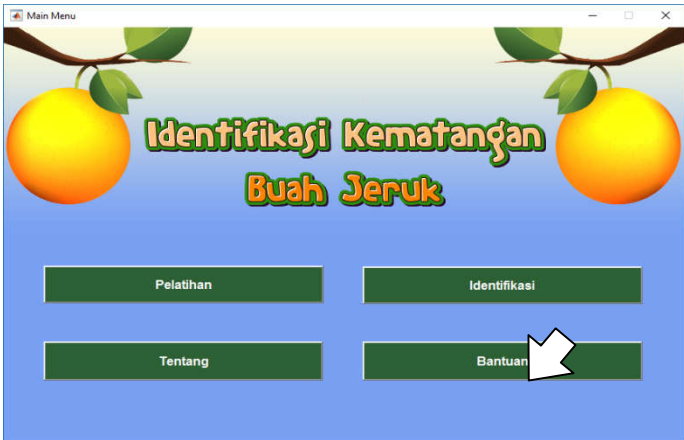 Main Menu
Identifikasi Kematangan
Buah Jeruk
Pelatihan
Identifikasi
Tentang
Bantuan